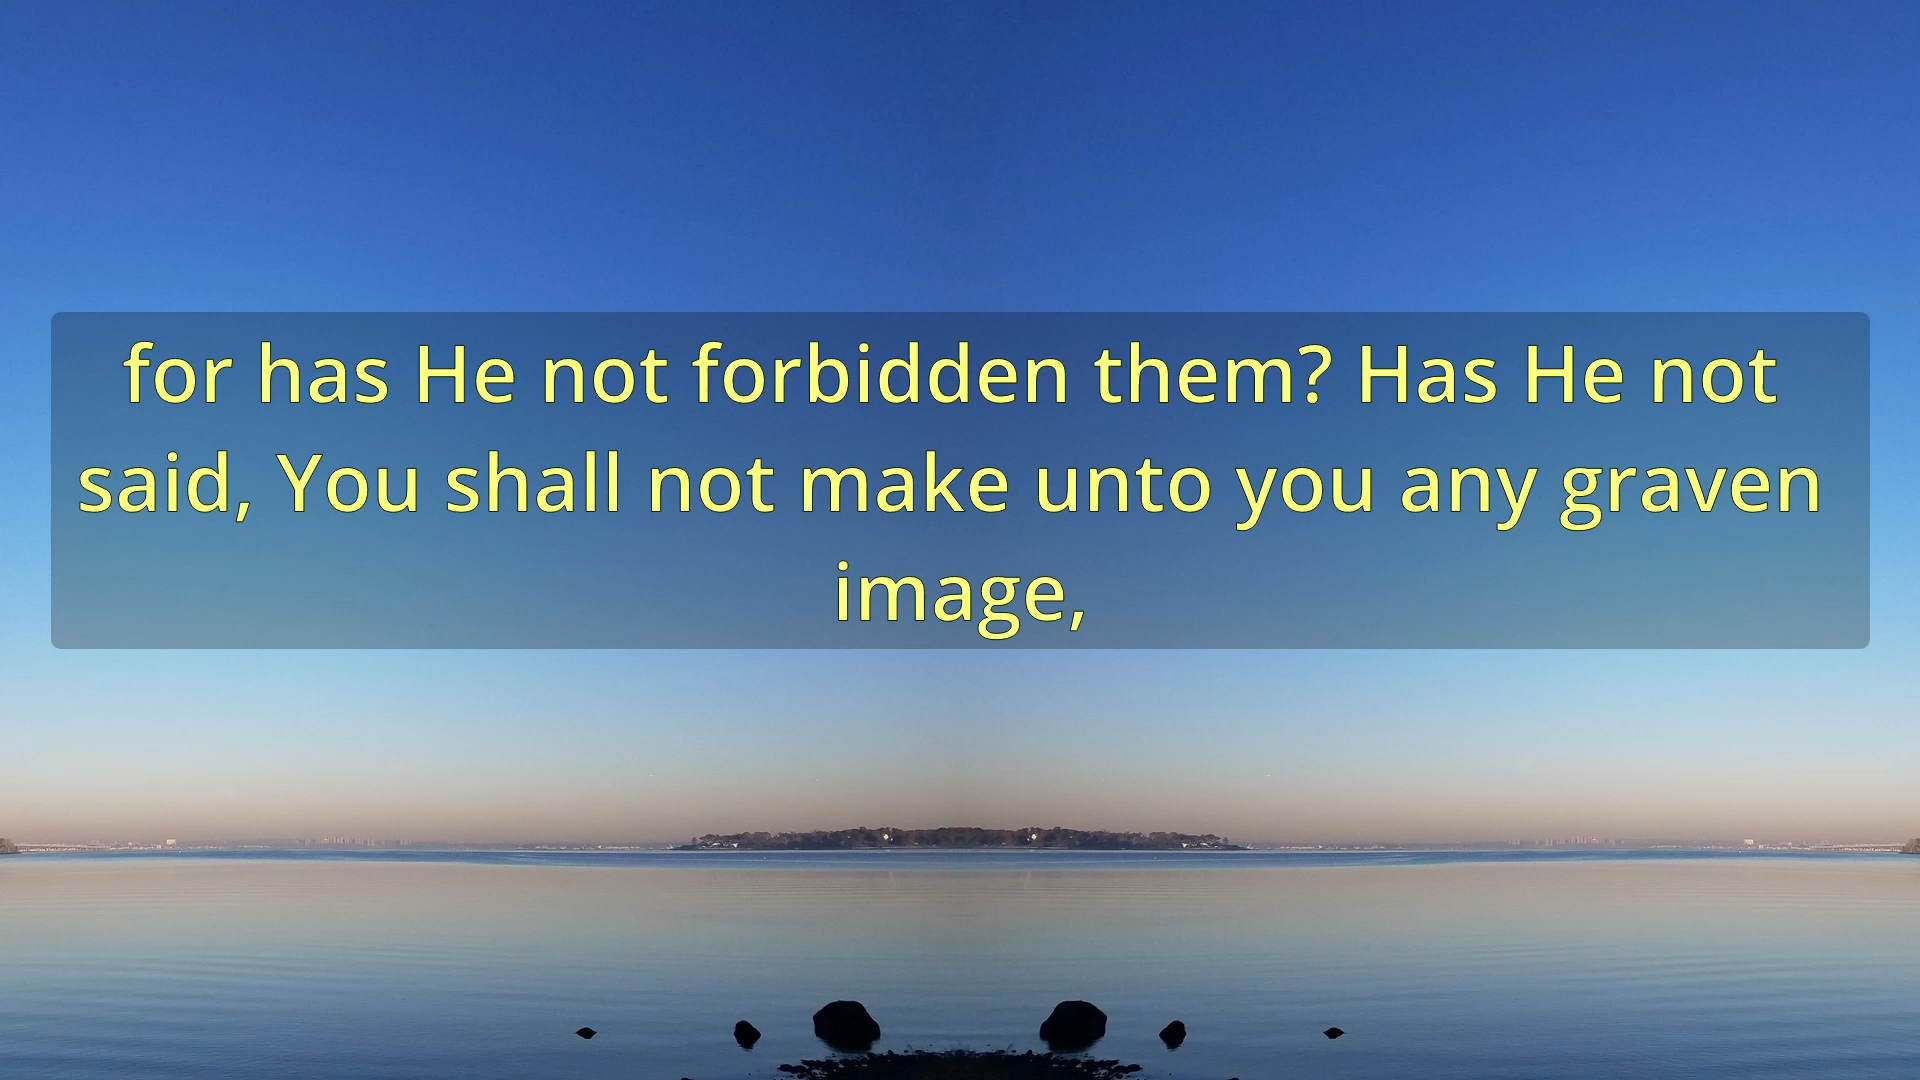 for has He not forbidden them? Has He not
said, You shall not make unto you any graven
image,